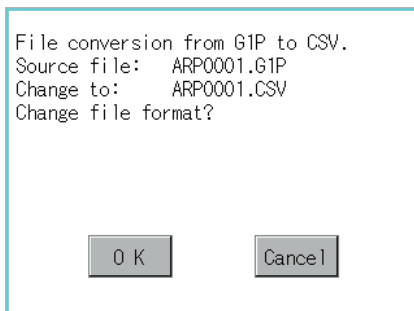 File conversion from G1P to CSV.
Source file: ARP0001.G1P
Change to: ARP0001.CSV
Change file format?
OK Cancel